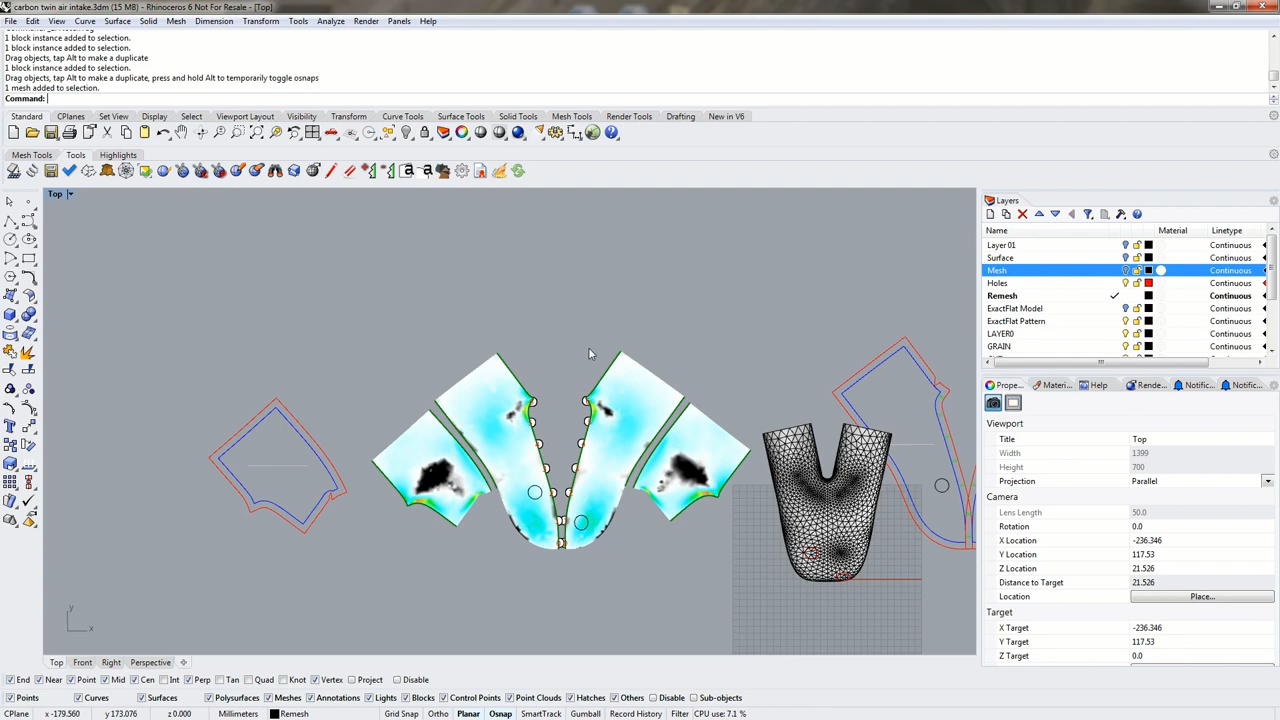 carbon twin air intake.3dm (15 MB) - Rhinoceros 6 Not For Resale - [Top]
File Edit View Curve Surface Solid Mesh Dimension Transform Tools Analyze Render Panels Help
1 block instance added to selection.
1 block instance added to selection.
Drag objects, tap Alt to make a duplicate
1 block instance added to selection.
Drag objects, tap Alt to make a duplicate, press and hold Alt to temporarily toggle osnaps
1 mesh added to selection.
Command:
Standard CPlanes Set View Display Select Viewport Layout Visibility Transform Curve Tools Surface Tools Solid Tools Mesh Tools Render Tools Drafting New in V6
Mesh Tools Tools Highlights
Top
Layers
Name Material Linetype
Layer 01 Continuous
Surface Continuous
Mesh Continuous
Holes Continuous
Remesh Continuous
ExactFlat Model Continuous
ExactFlat Pattern Continuous
LAYER0 Continuous
GRAIN Continuous
Prope... Materi... Help Rende... Notific... Notific...
Viewport
Title Top
Width 1399
Height 700
Projection Parallel
Camera
Lens Length 50.0
Rotation 0.0
X Location -236.346
Y Location 117.53
Z Location 21.526
Distance to Target 21.526
Location Place...
Target
X Target -236.346
Y Target 117.53
Z Target 0.0
y
x
Top Front Right Perspective
End Near Point Mid Cen Int Perp Tan Quad Knot Vertex Project Disable
Points Curves Surfaces Polysurfaces Meshes Annotations Lights Blocks Control Points Point Clouds Hatches Others Disable Sub-objects
CPlane x -179.560 y 173.076 z 0.000 Millimeters Remesh Grid Snap Ortho Planar Osnap SmartTrack Gumball Record History Filter CPU use: 7.1 %